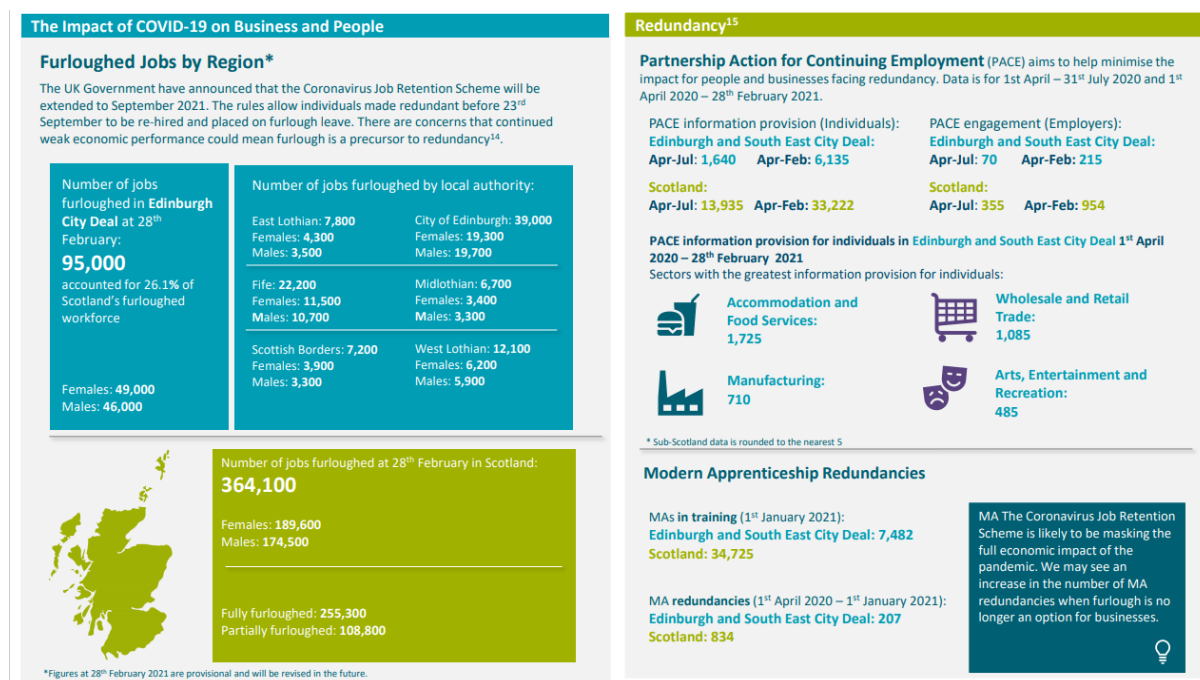 The Impact of COVID-19 on Business and People
Furloughed Jobs by Region*
The UK Government have announced that the Coronavirus Job Retention Scheme will be
extended to September 2021. The rules allow individuals made redundant before 23rd
September to be re-hired and placed on furlough leave. There are concerns that continued
weak economic performance could mean furlough is a precursor to redundancy14.
Number of jobs
furloughed in Edinburgh
City Deal at 28th
February:
95,000
accounted for 26.1% of
Scotland's furloughed
workforce
Females: 49,000
Males: 46,000
Number of jobs furloughed by local authority:
East Lothian: 7,800
Females: 4,300
Males: 3,500
City of Edinburgh: 39,000
Females: 19,300
Males: 19,700
Fife: 22,200
Females: 11,500
Males: 10,700
Midlothian: 6,700
Females: 3,400
Males: 3,300
Scottish Borders: 7,200
Females: 3,900
Males: 3,300
West Lothian: 12,100
Females: 6,200
Males: 5,900
Number of jobs furloughed at 28th February in Scotland:
364,100
Females: 189,600
Males: 174,500
Fully furloughed: 255,300
Partially furloughed: 108,800
*Figures at 28th February 2021 are provisional and will be revised in the future.
Redundancy15
Partnership Action for Continuing Employment (PACE) aims to help minimise the
impact for people and businesses facing redundancy. Data is for 1st April – 31st July 2020 and 1st
April 2020 – 28th February 2021.
PACE information provision (Individuals):
Edinburgh and South East City Deal:
Apr-Jul: 1,640 Apr-Feb: 6,135
Scotland:
Apr-Jul: 13,935 Apr-Feb: 33,222
PACE engagement (Employers):
Edinburgh and South East City Deal:
Apr-Jul: 70 Apr-Feb: 215
Scotland:
Apr-Jul: 355 Apr-Feb: 954
PACE information provision for individuals in Edinburgh and South East City Deal 1st April
2020 – 28th February 2021
Sectors with the greatest information provision for individuals:
Accommodation and
Food Services:
1,725
Wholesale and Retail
Trade:
1,085
Manufacturing:
710
Arts, Entertainment and
Recreation:
485
* Sub-Scotland data is rounded to the nearest 5
Modern Apprenticeship Redundancies
MAs in training (1st January 2021):
Edinburgh and South East City Deal: 7,482
Scotland: 34,725
MA redundancies (1st April 2020 – 1st January 2021):
Edinburgh and South East City Deal: 207
Scotland: 834
MA The Coronavirus Job Retention
Scheme is likely to be masking the
full economic impact of the
pandemic. We may see an
increase in the number of MA
redundancies when furlough is no
longer an option for businesses.